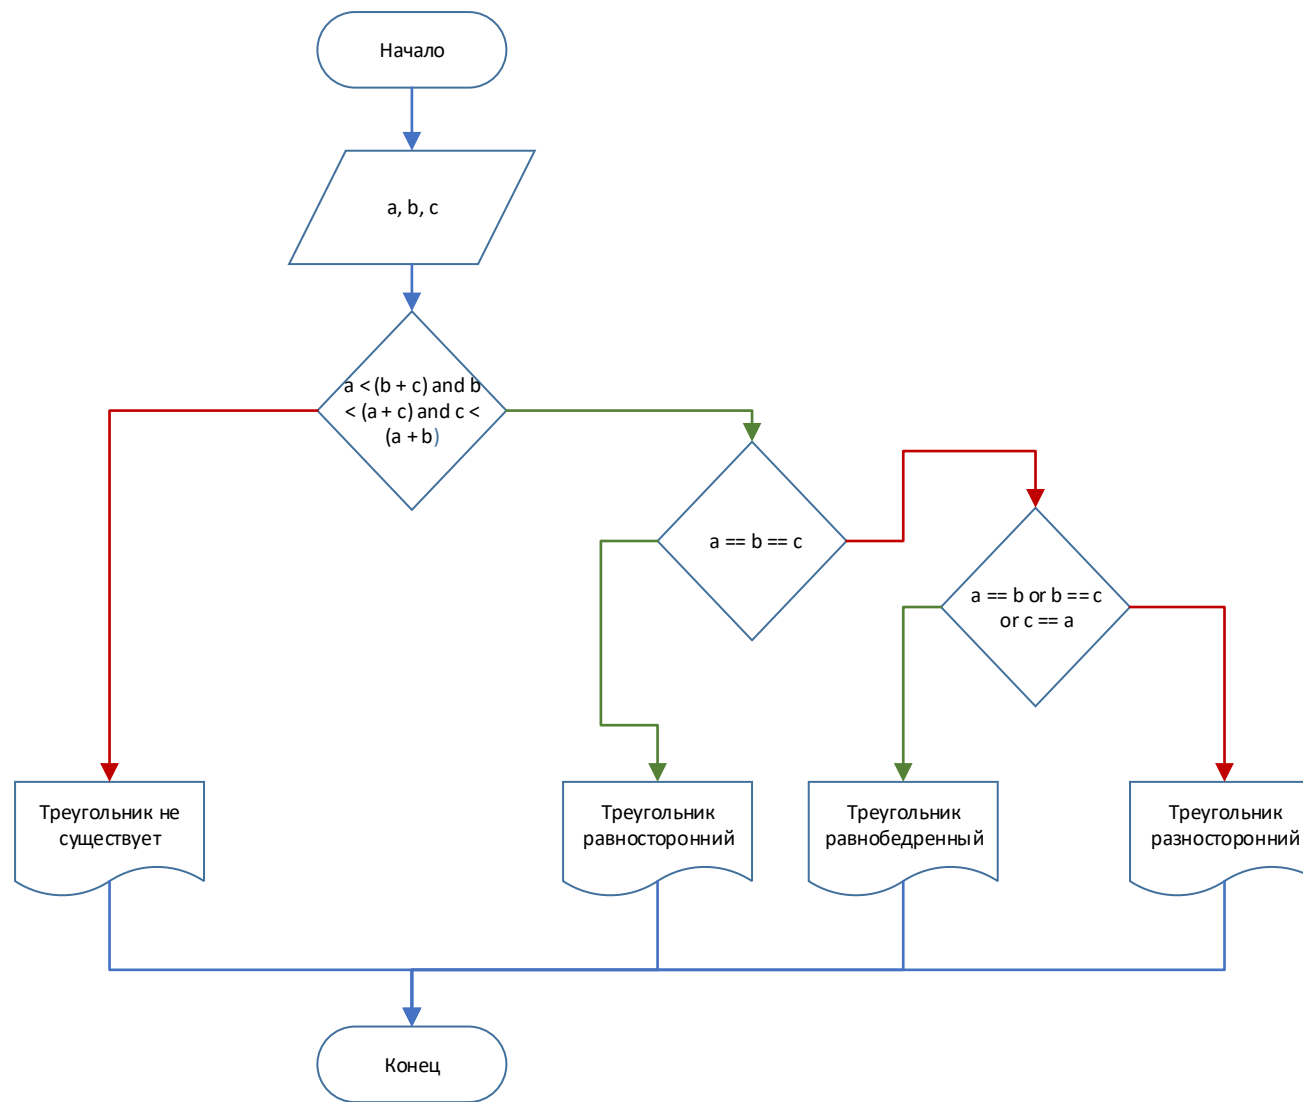 Начало
a, b, c
a < (b + c) and b
< (a + c) and c <
(a + b)
a == b == c
a == b or b == c
or c == a
Треугольник не
существует
Треугольник
равносторонний
Треугольник
равнобедренный
Треугольник
разносторонний
Конец